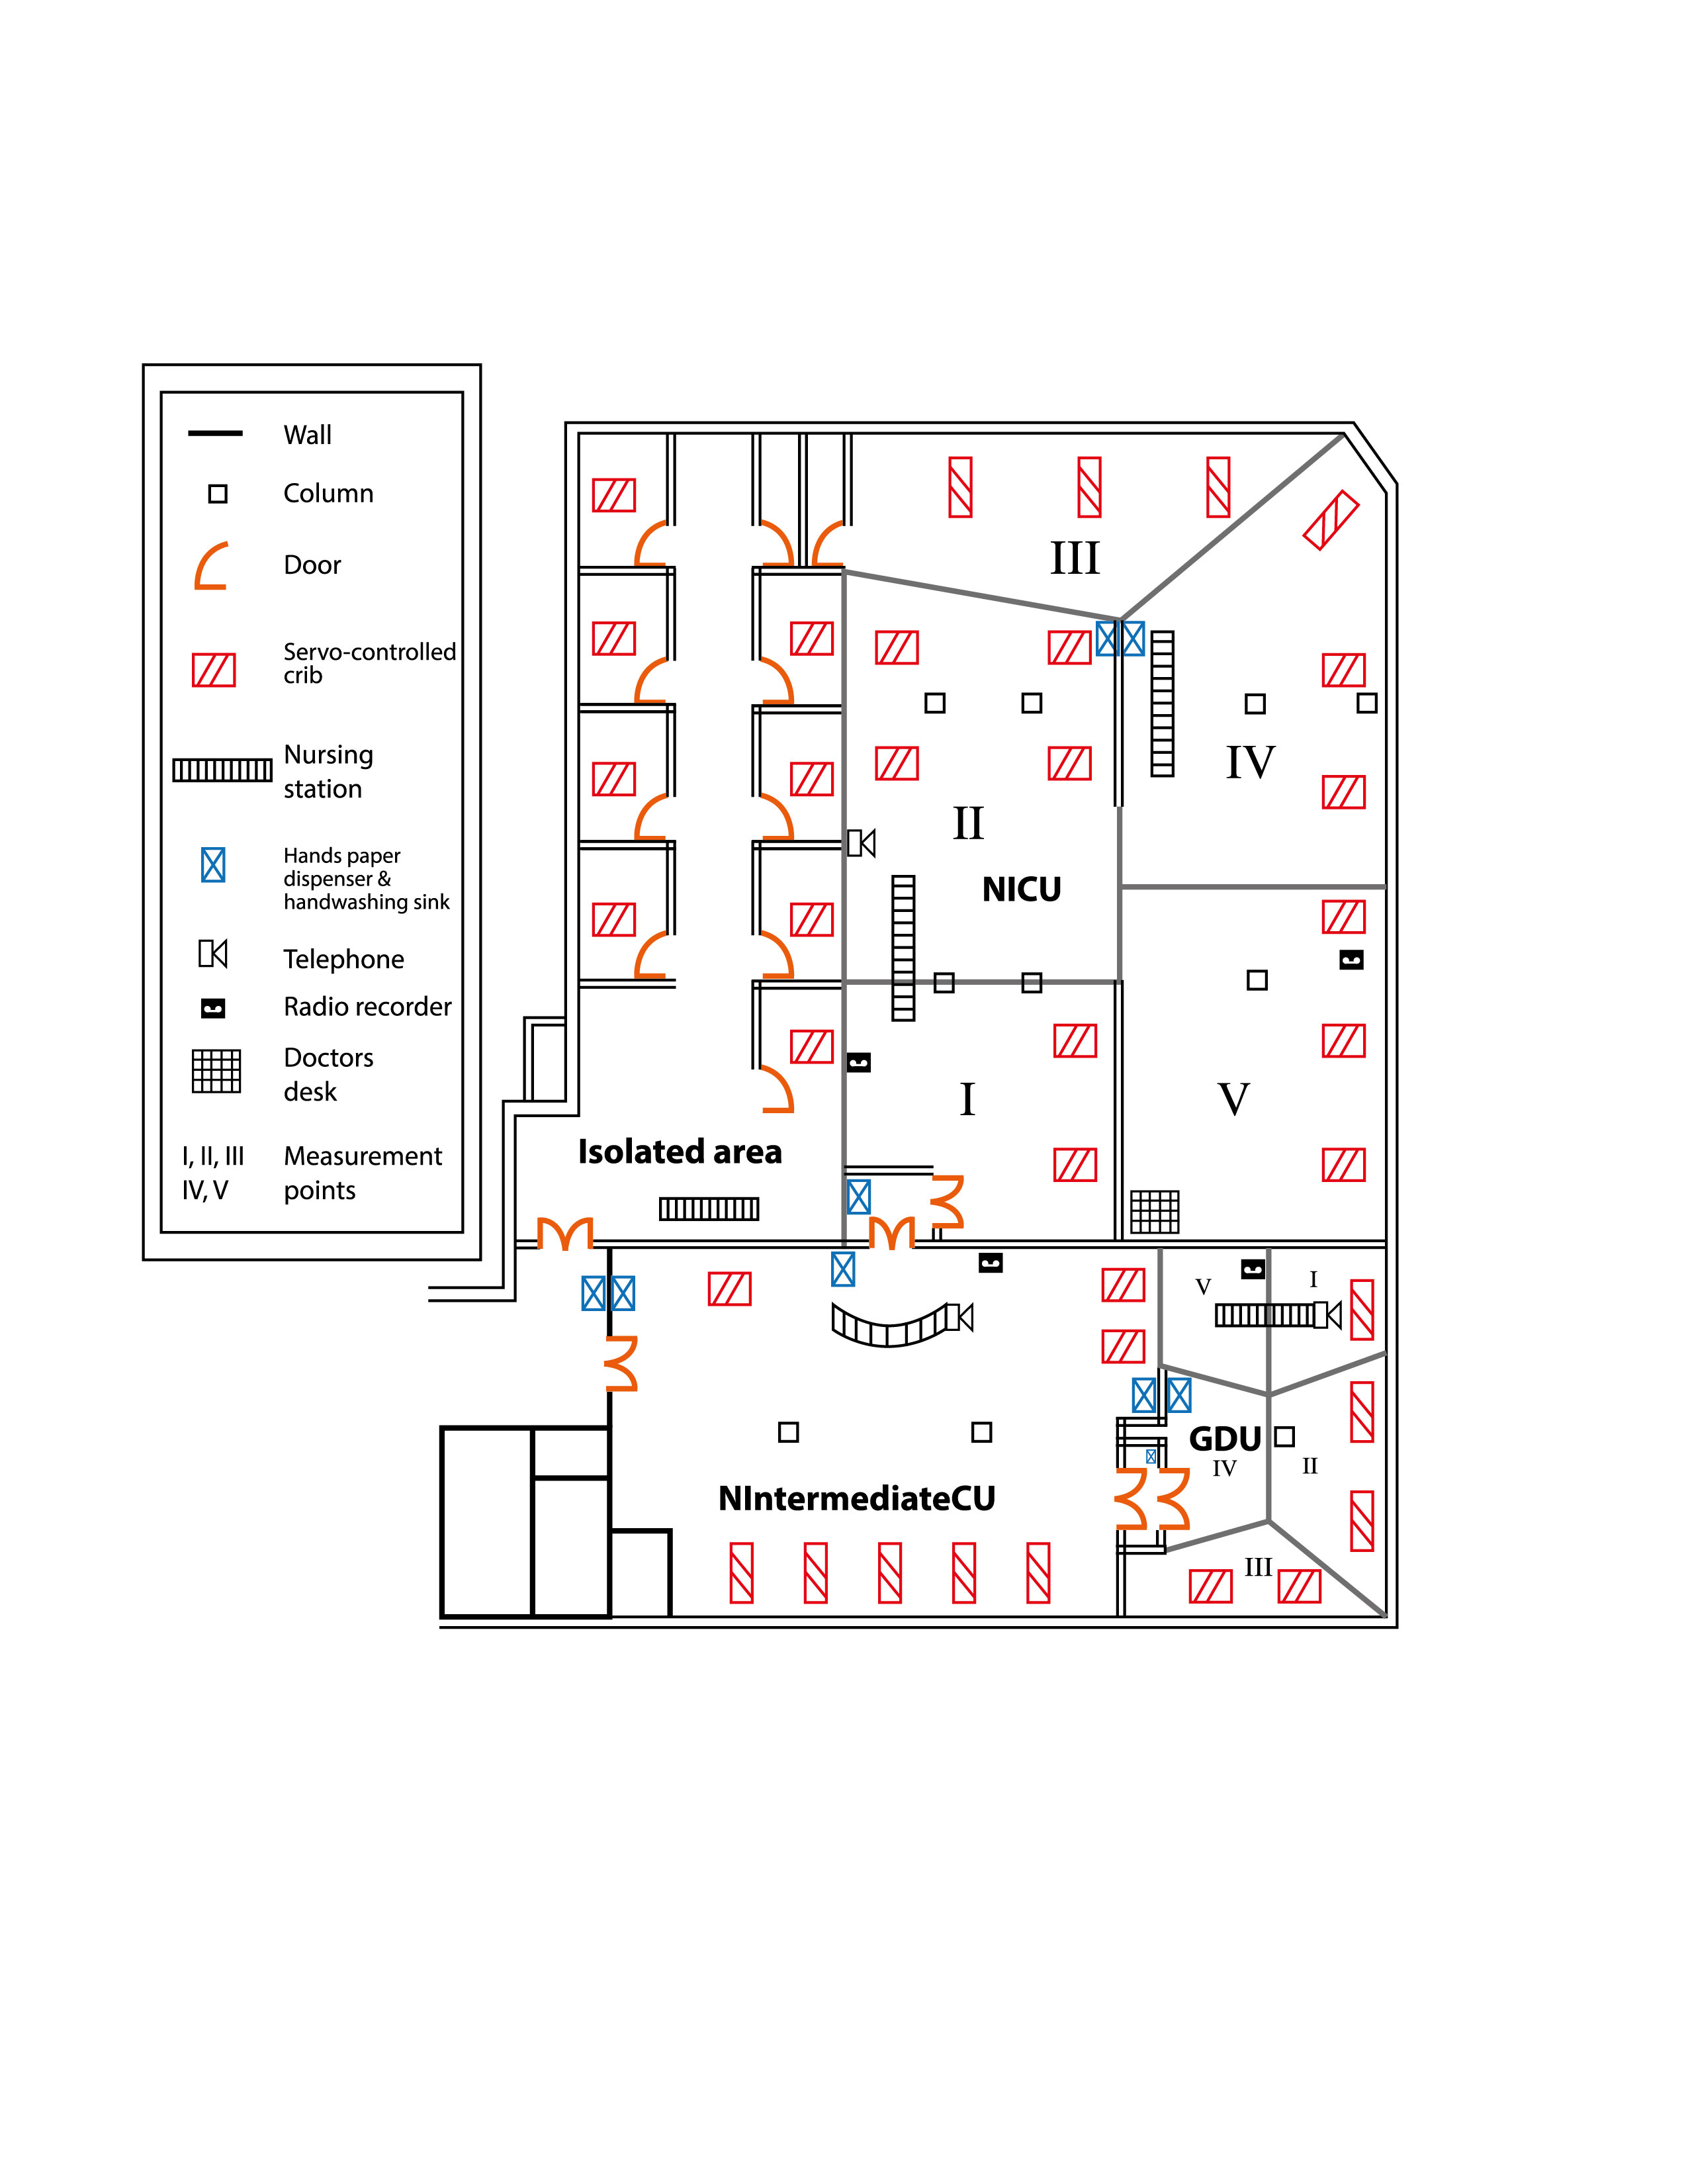 Wall
Column
Door
Servo-controlled
crib
Nursing
station
Hands paper
dispenser &
handwashing sink
Telephone
Radio recorder
Doctors
desk
I, II, III
IV, V
Measurement
points
III
IV
II
NICU
I
V
Isolated area
V
I
GDU
IV
II
NIntermediateCU
III